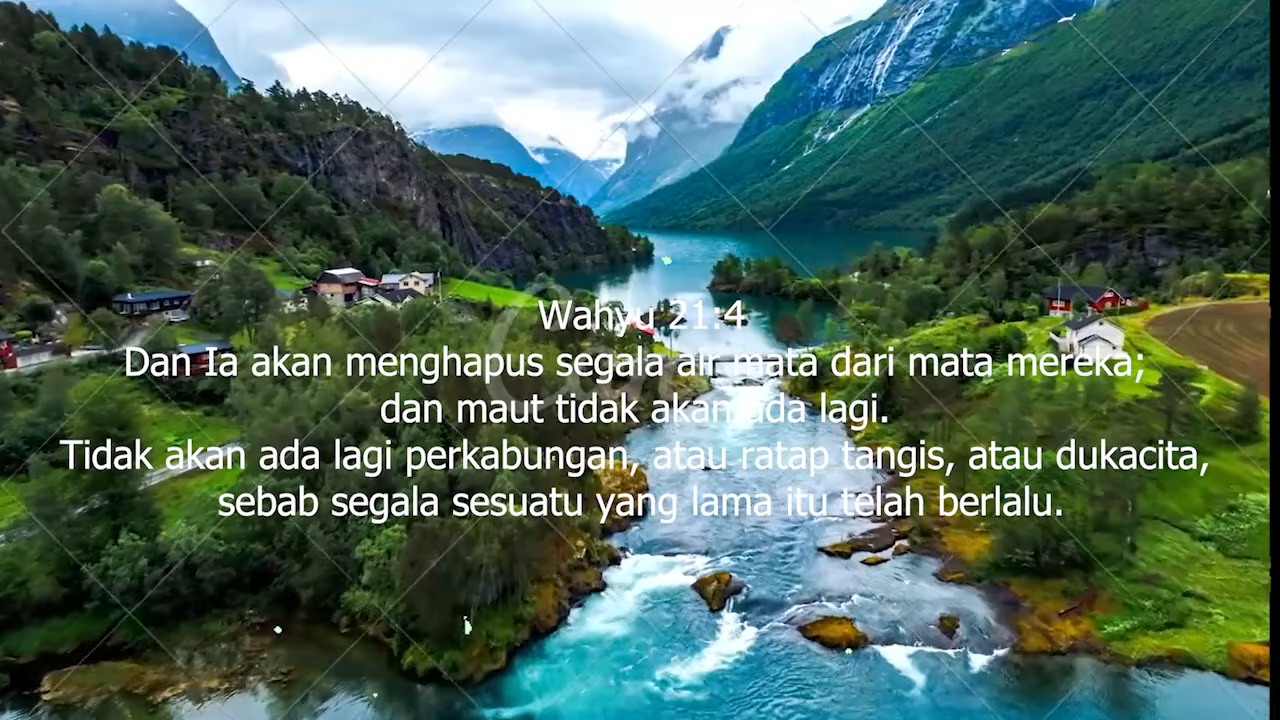 Wahyu 21:4
Dan Ia akan menghapus segala air mata dari mata mereka;
dan maut tidak akan ada lagi.
Tidak akan ada lagi perkabungan, atau ratap tangis, atau dukacita,
sebab segala sesuatu yang lama itu telah berlalu.